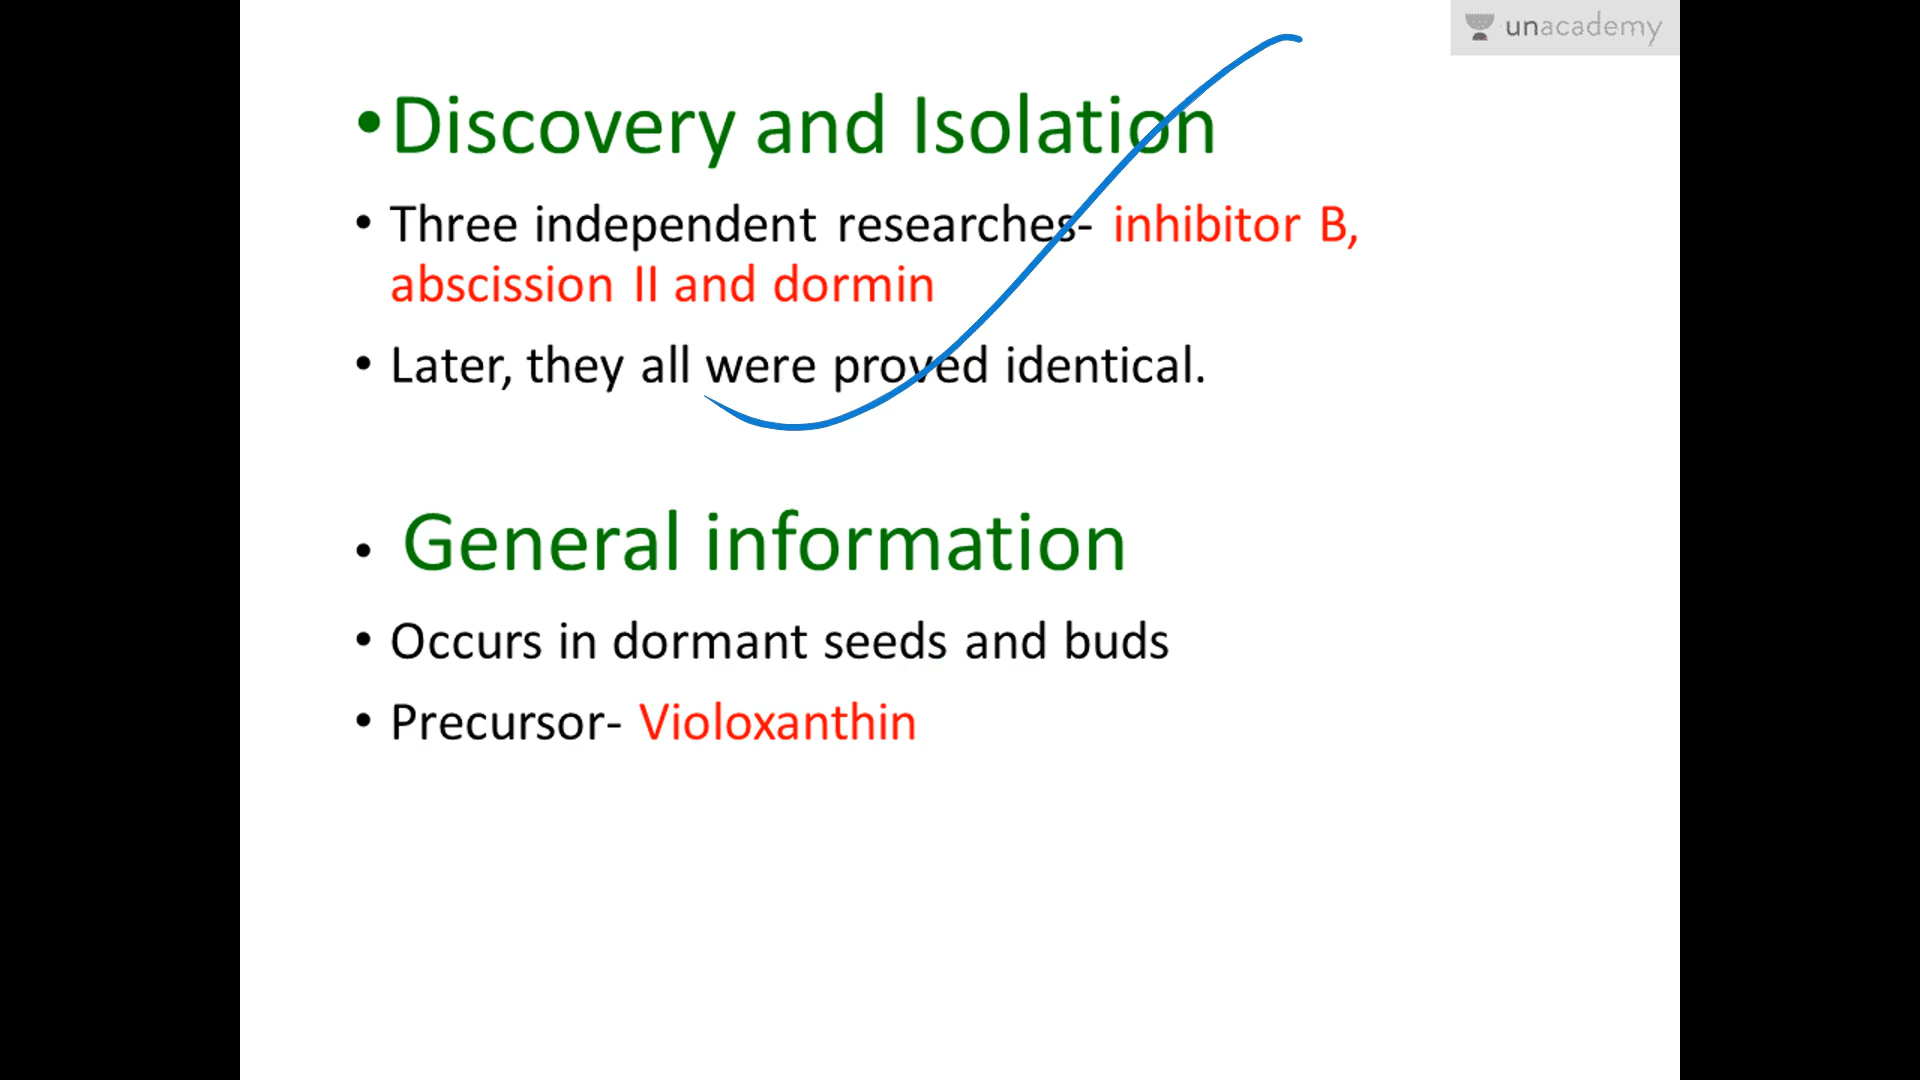 unacademy
• Discovery and Isolation
• Three independent researches- inhibitor B,
abscission II and dormin
• Later, they all were proved identical.
• General information
• Occurs in dormant seeds and buds
• Precursor- Violoxanthin